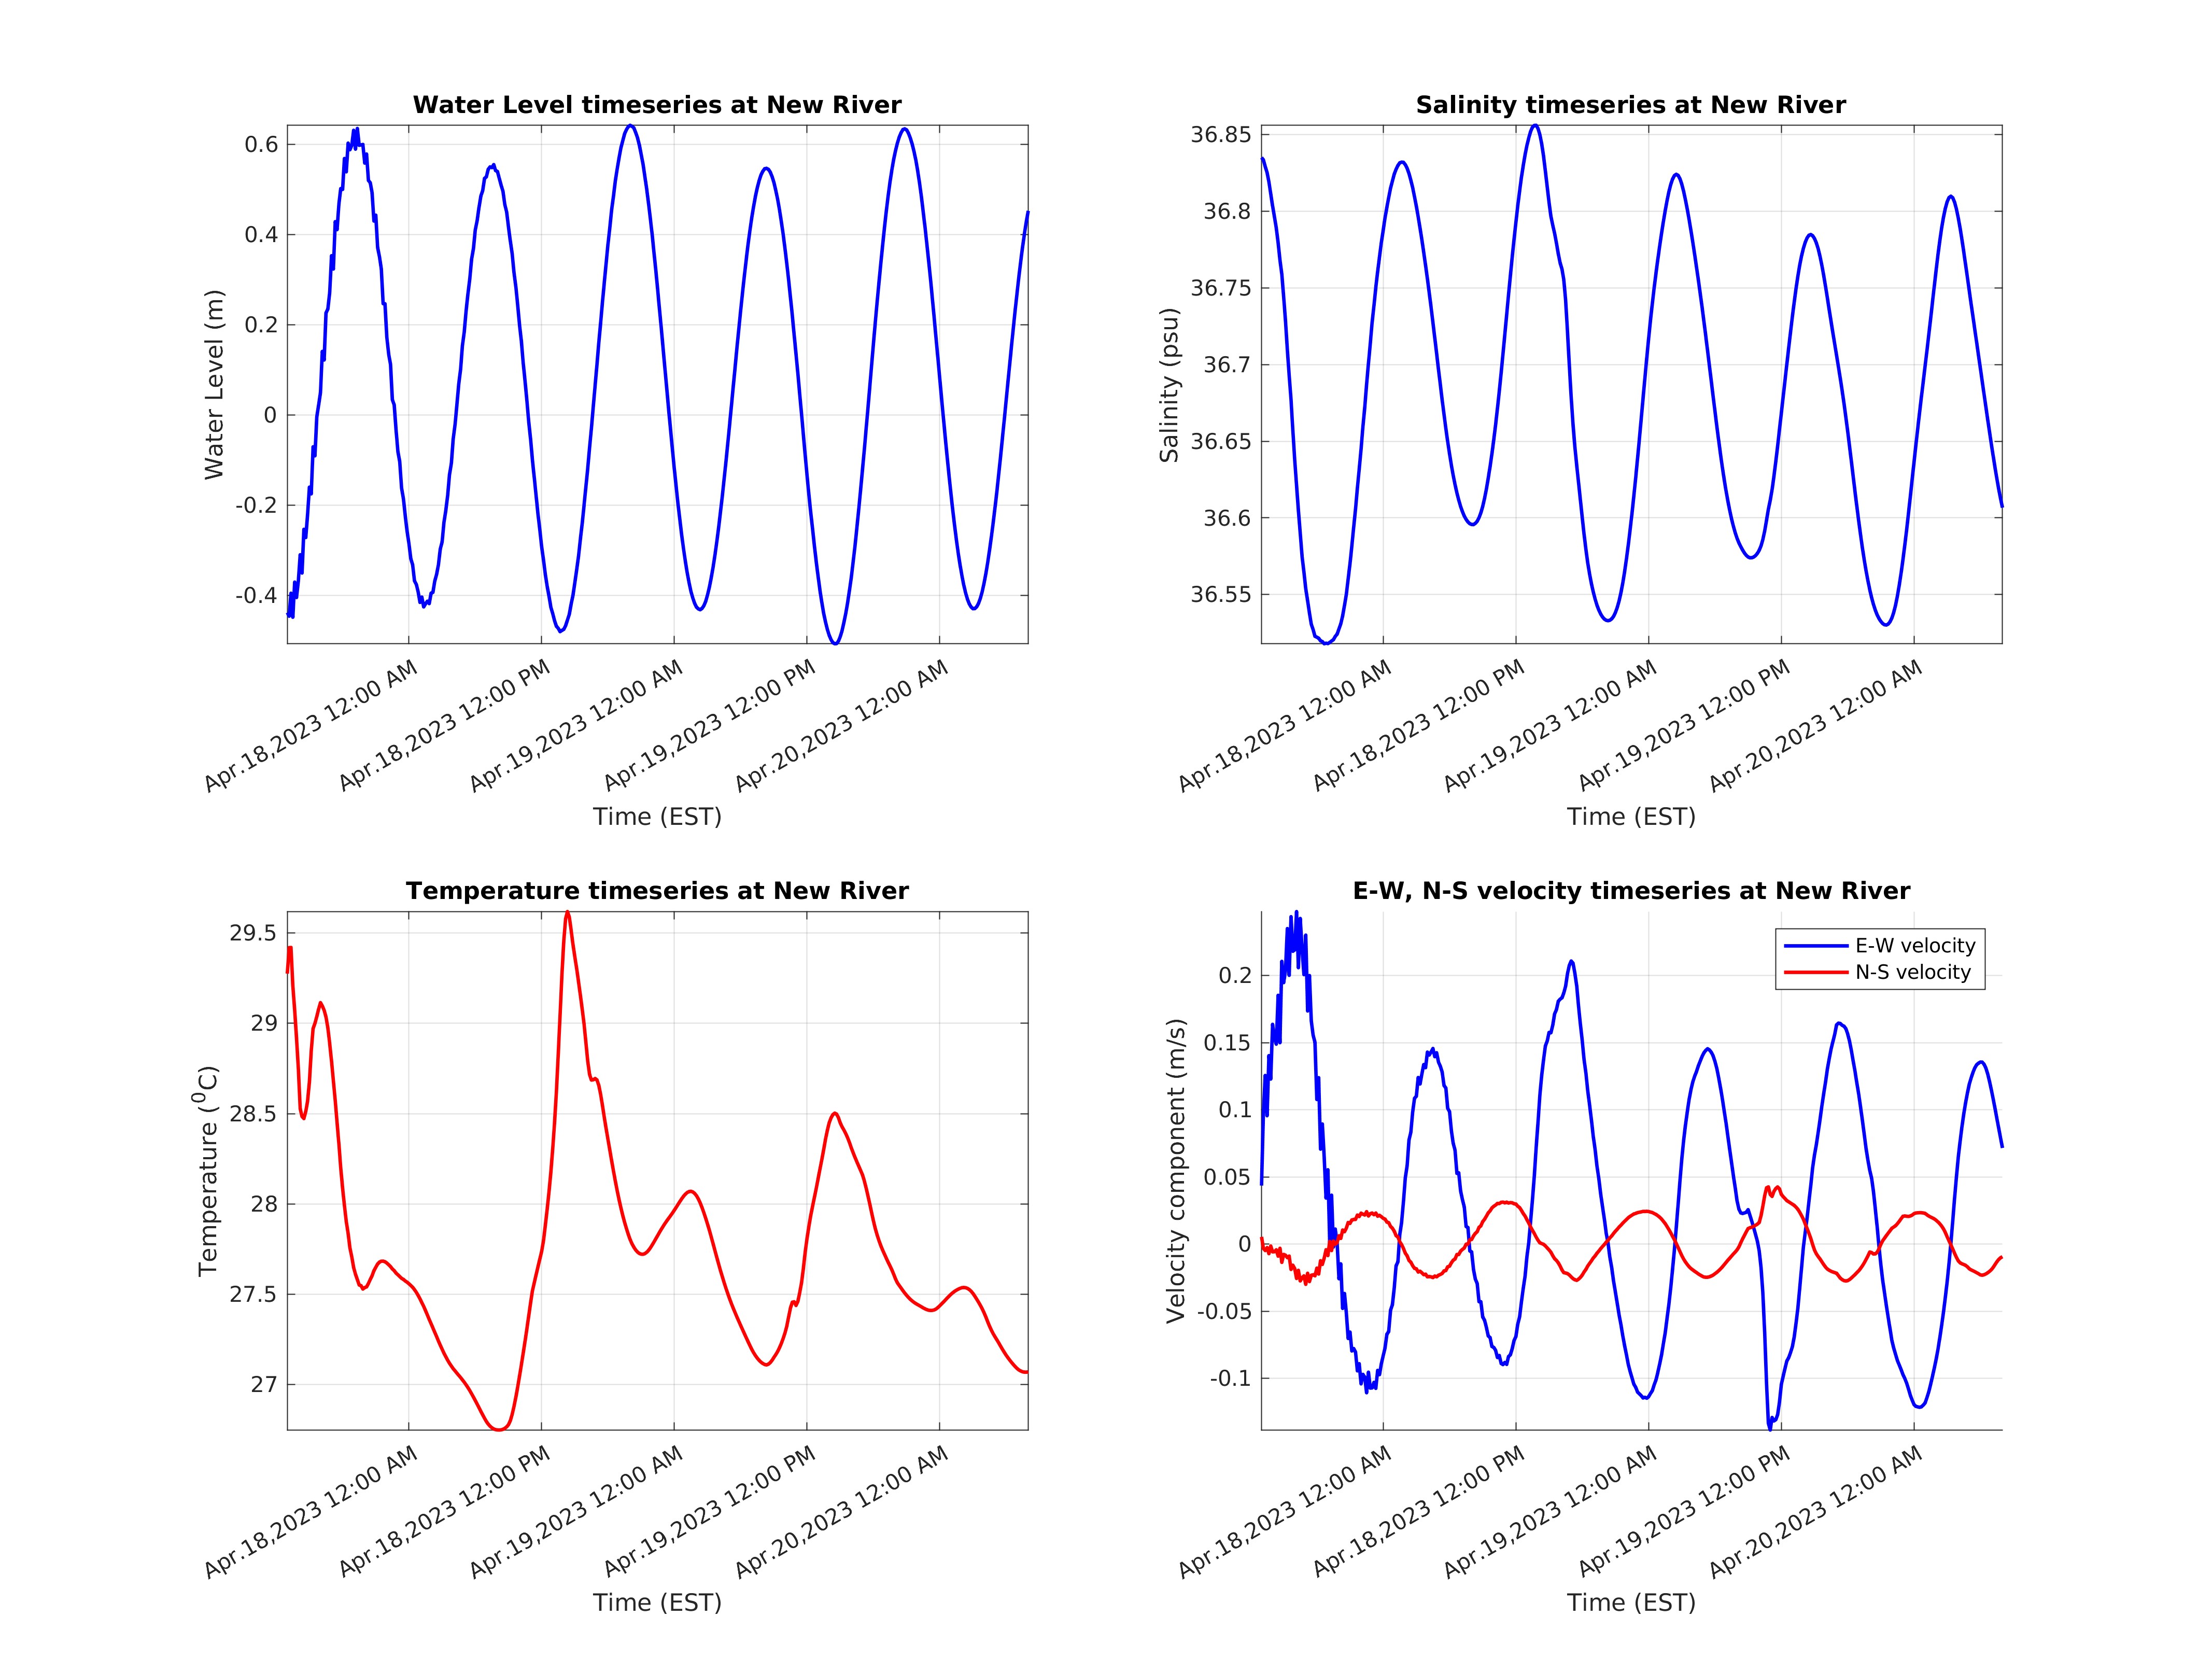 Water Level timeseries at New River
Water Level (m)
0.6
0.4
0.2
0
-0.2
-0.4
Apr.18,2023 12:00 AM
Apr.18,2023 12:00 PM
Apr.19,2023 12:00 AM
Apr.19,2023 12:00 PM
Apr.20,2023 12:00 AM
Time (EST)
Salinity timeseries at New River
Salinity (psu)
36.85
36.8
36.75
36.7
36.65
36.6
36.55
Apr.18,2023 12:00 AM
Apr.18,2023 12:00 PM
Apr.19,2023 12:00 AM
Apr.19,2023 12:00 PM
Apr.20,2023 12:00 AM
Time (EST)
Temperature timeseries at New River
Temperature (⁰C)
29.5
29
28.5
28
27.5
27
Apr.18,2023 12:00 AM
Apr.18,2023 12:00 PM
Apr.19,2023 12:00 AM
Apr.19,2023 12:00 PM
Apr.20,2023 12:00 AM
Time (EST)
E-W, N-S velocity timeseries at New River
Velocity component (m/s)
0.2
0.15
0.1
0.05
0
-0.05
-0.1
E-W velocity
N-S velocity
Apr.18,2023 12:00 AM
Apr.18,2023 12:00 PM
Apr.19,2023 12:00 AM
Apr.19,2023 12:00 PM
Apr.20,2023 12:00 AM
Time (EST)